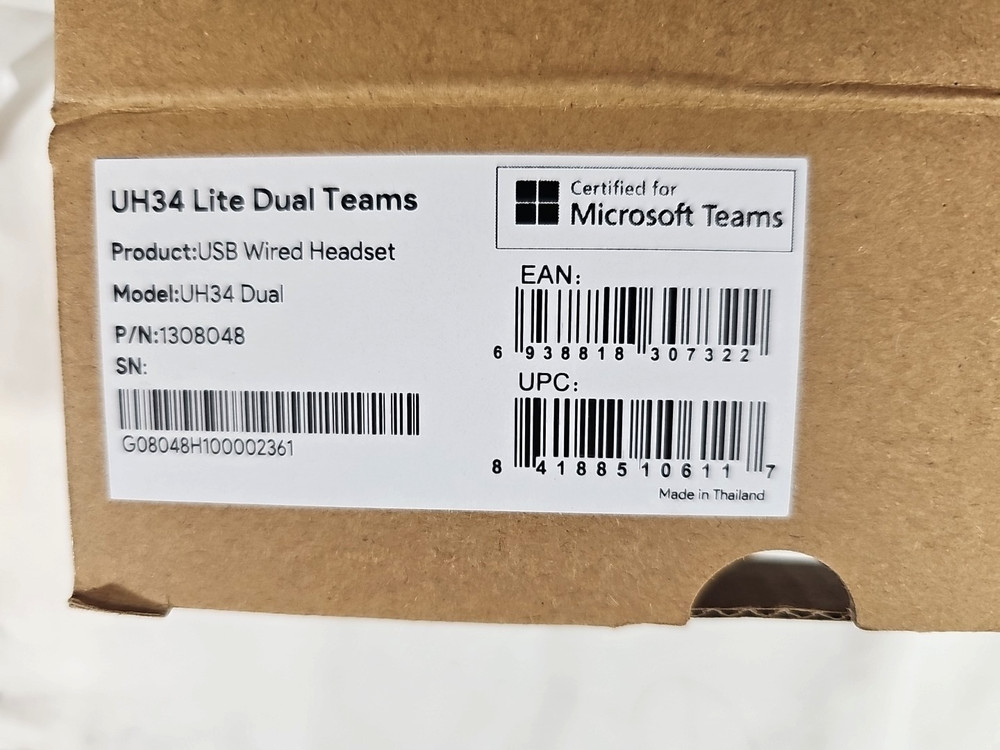 UH34 Lite Dual Teams
Product:USB Wired Headset
Model:UH34 Dual
P/N:1308048
SN:
G08048H100002361
Certified for
Microsoft Teams
EAN:
6 938818 307322
UPC:
8 41885 10611 7
Made in Thailand